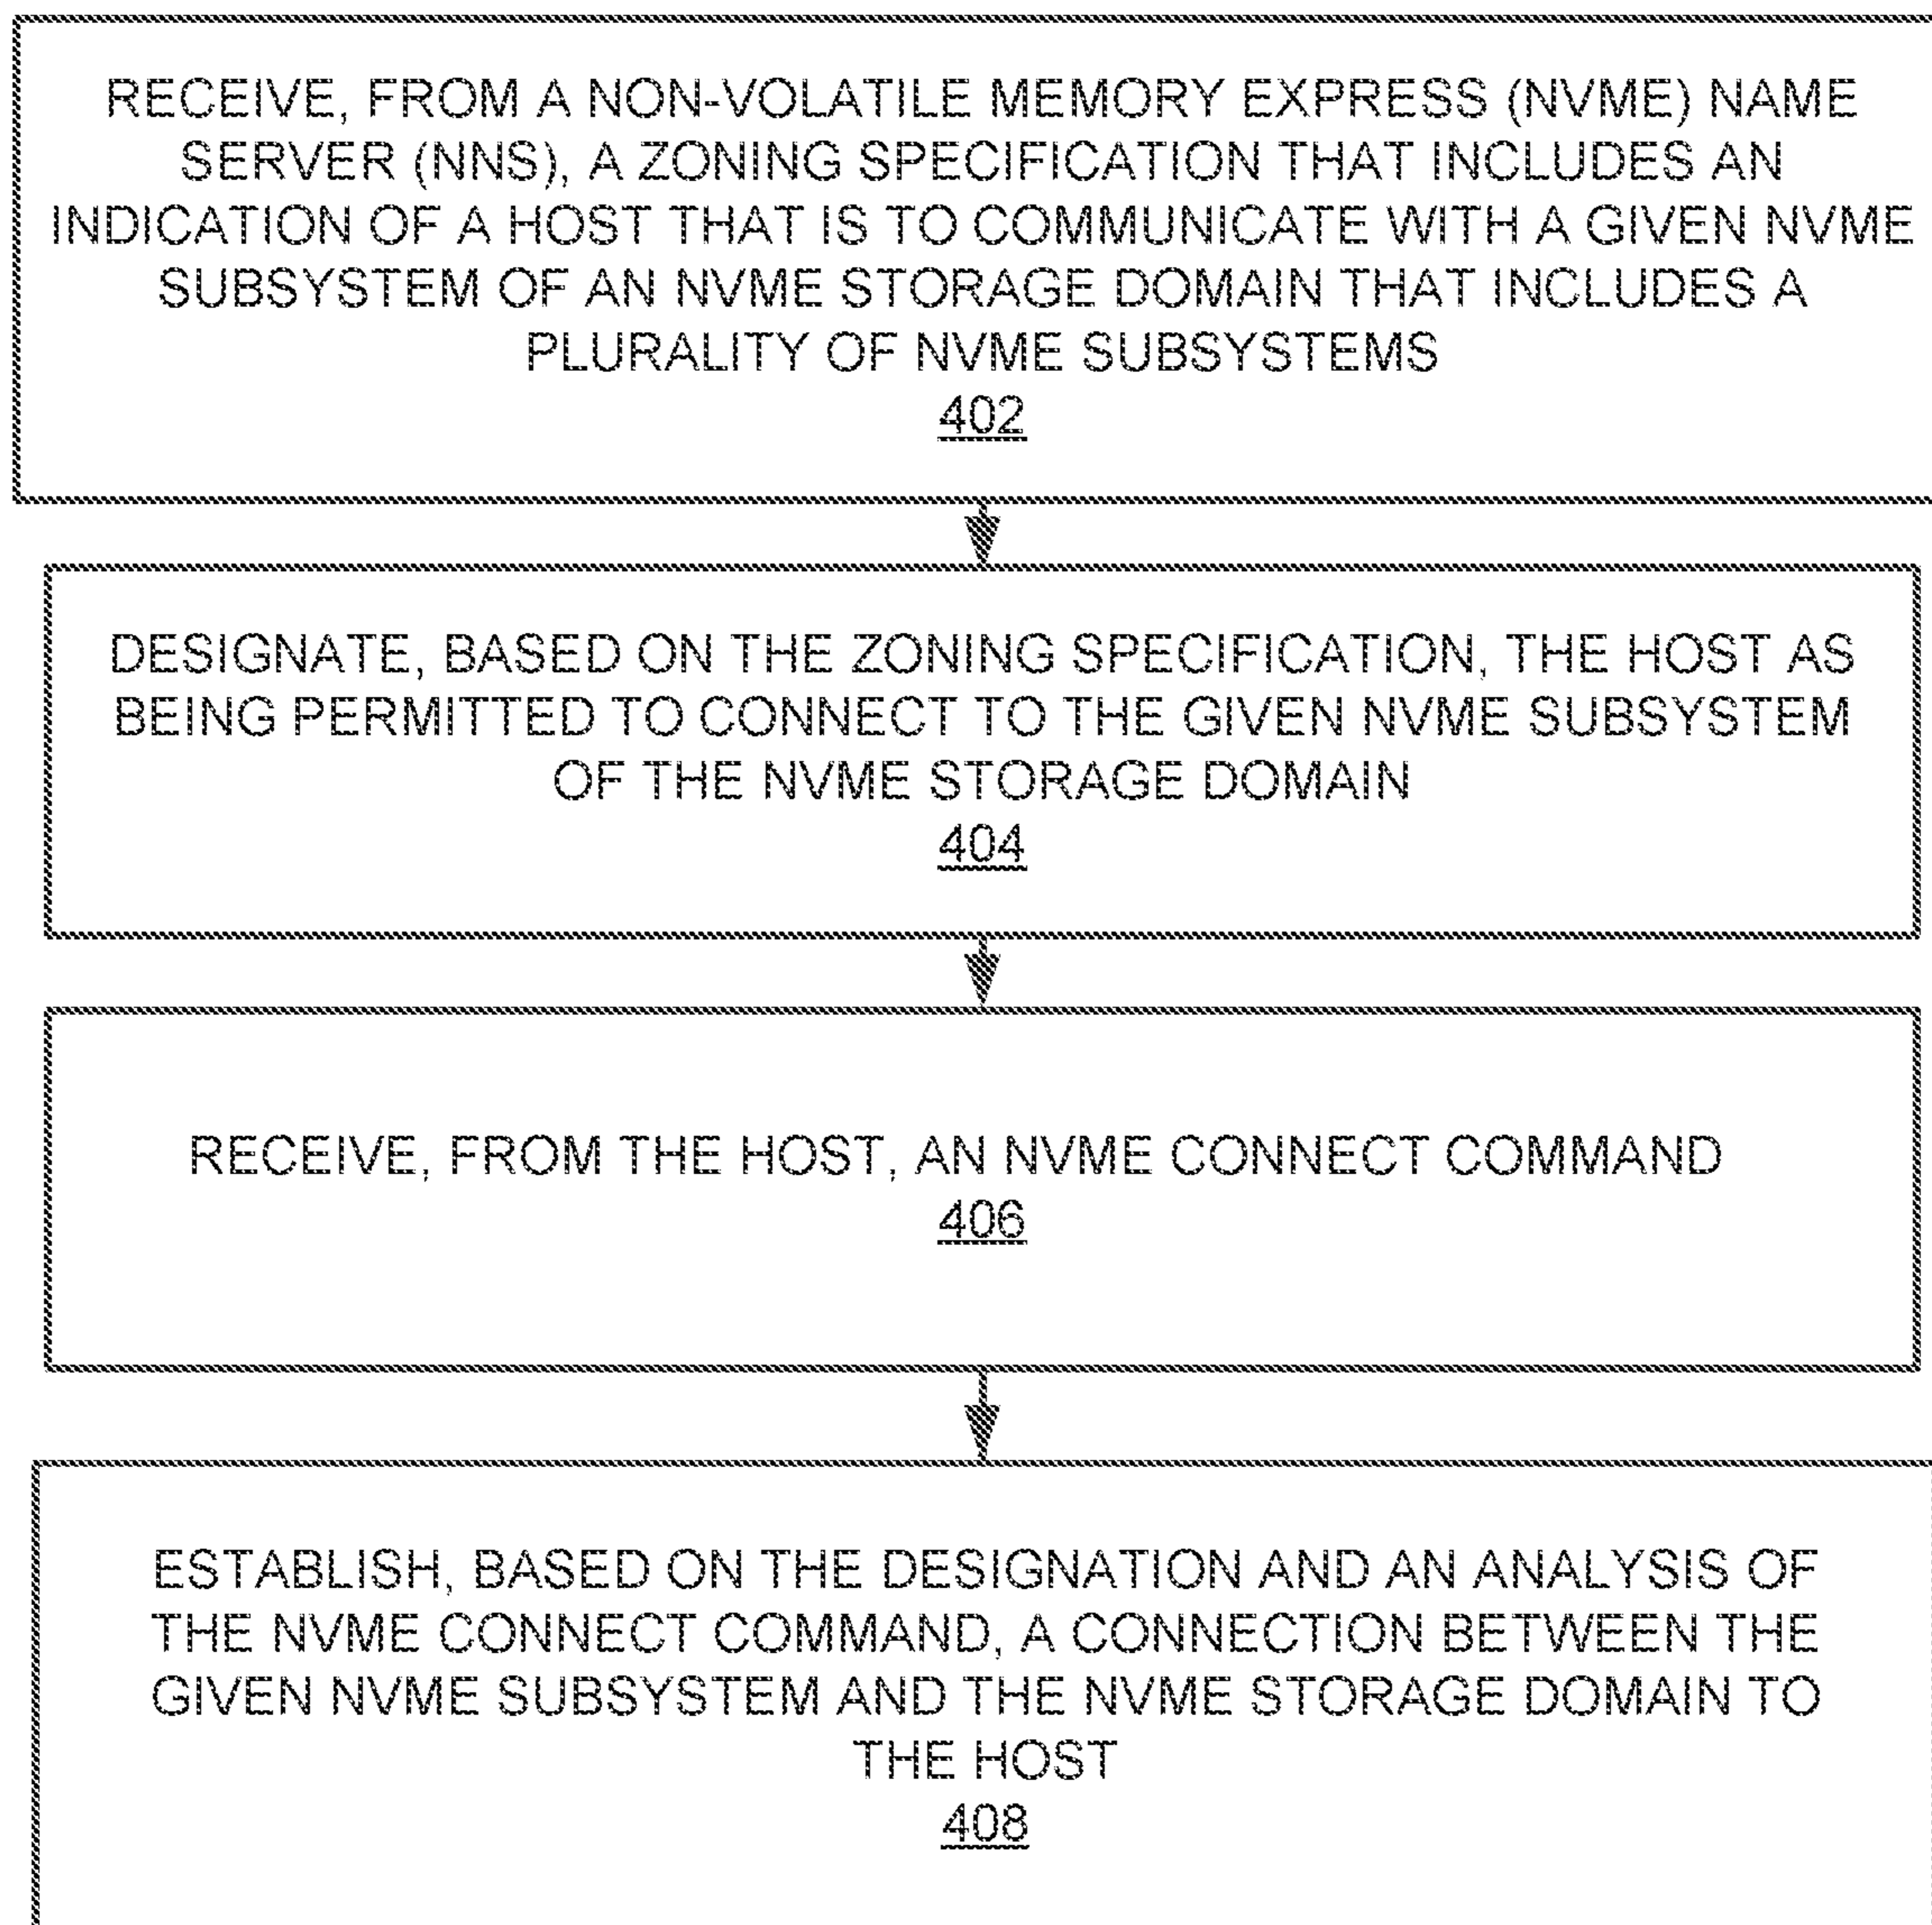 RECEIVE, FROM A NON-VOLATILE MEMORY EXPRESS (NVME) NAME
SERVER (NNS), A ZONING SPECIFICATION THAT INCLUDES AN
INDICATION OF A HOST THAT IS TO COMMUNICATE WITH A GIVEN NVME
SUBSYSTEM OF AN NVME STORAGE DOMAIN THAT INCLUDES A
PLURALITY OF NVME SUBSYSTEMS
402
DESIGNATE, BASED ON THE ZONING SPECIFICATION, THE HOST AS
BEING PERMITTED TO CONNECT TO THE GIVEN NVME SUBSYSTEM
OF THE NVME STORAGE DOMAIN
404
RECEIVE, FROM THE HOST, AN NVME CONNECT COMMAND
406
ESTABLISH, BASED ON THE DESIGNATION AND AN ANALYSIS OF
THE NVME CONNECT COMMAND, A CONNECTION BETWEEN THE
GIVEN NVME SUBSYSTEM AND THE NVME STORAGE DOMAIN TO
THE HOST
408